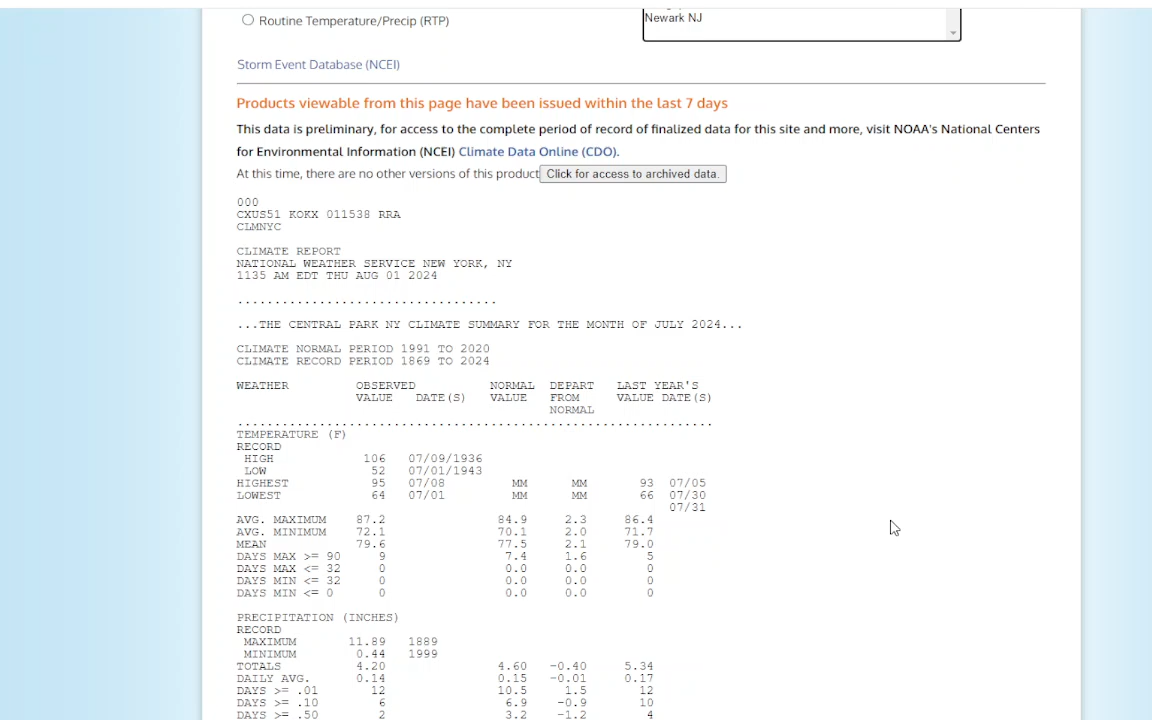 Routine Temperature/Precip (RTP)
Newark NJ
Storm Event Database (NCEI)
Products viewable from this page have been issued within the last 7 days
This data is preliminary, for access to the complete period of record of finalized data for this site and more, visit NOAA's National Centers
for Environmental Information (NCEI) Climate Data Online (CDO).
At this time, there are no other versions of this product Click for access to archived data.
000
CXUS51 KOKX 011538 RRA
CLMNYC
CLIMATE REPORT
NATIONAL WEATHER SERVICE NEW YORK, NY
1135 AM EDT THU AUG 01 2024
...................................
...THE CENTRAL PARK NY CLIMATE SUMMARY FOR THE MONTH OF JULY 2024...
CLIMATE NORMAL PERIOD 1991 TO 2020
CLIMATE RECORD PERIOD 1869 TO 2024
WEATHER OBSERVED NORMAL DEPART LAST YEAR'S
VALUE DATE(S) VALUE FROM VALUE DATE(S)
NORMAL
................................................................
TEMPERATURE (F)
RECORD
HIGH 106 07/09/1936
LOW 52 07/01/1943
HIGHEST 95 07/08 MM MM 93 07/05
LOWEST 64 07/01 MM MM 66 07/30
07/31
AVG. MAXIMUM 87.2 84.9 2.3 86.4
AVG. MINIMUM 72.1 70.1 2.0 71.7
MEAN 79.6 77.5 2.1 79.0
DAYS MAX >= 90 9 7.4 1.6 5
DAYS MAX <= 32 0 0.0 0.0 0
DAYS MIN <= 32 0 0.0 0.0 0
DAYS MIN <= 0 0 0.0 0.0 0
PRECIPITATION (INCHES)
RECORD
MAXIMUM 11.89 1889
MINIMUM 0.44 1999
TOTALS 4.20 4.60 -0.40 5.34
DAILY AVG. 0.14 0.15 -0.01 0.17
DAYS >= .01 12 10.5 1.5 12
DAYS >= .10 6 6.9 -0.9 10
DAYS >= .50 2 3.2 -1.2 4